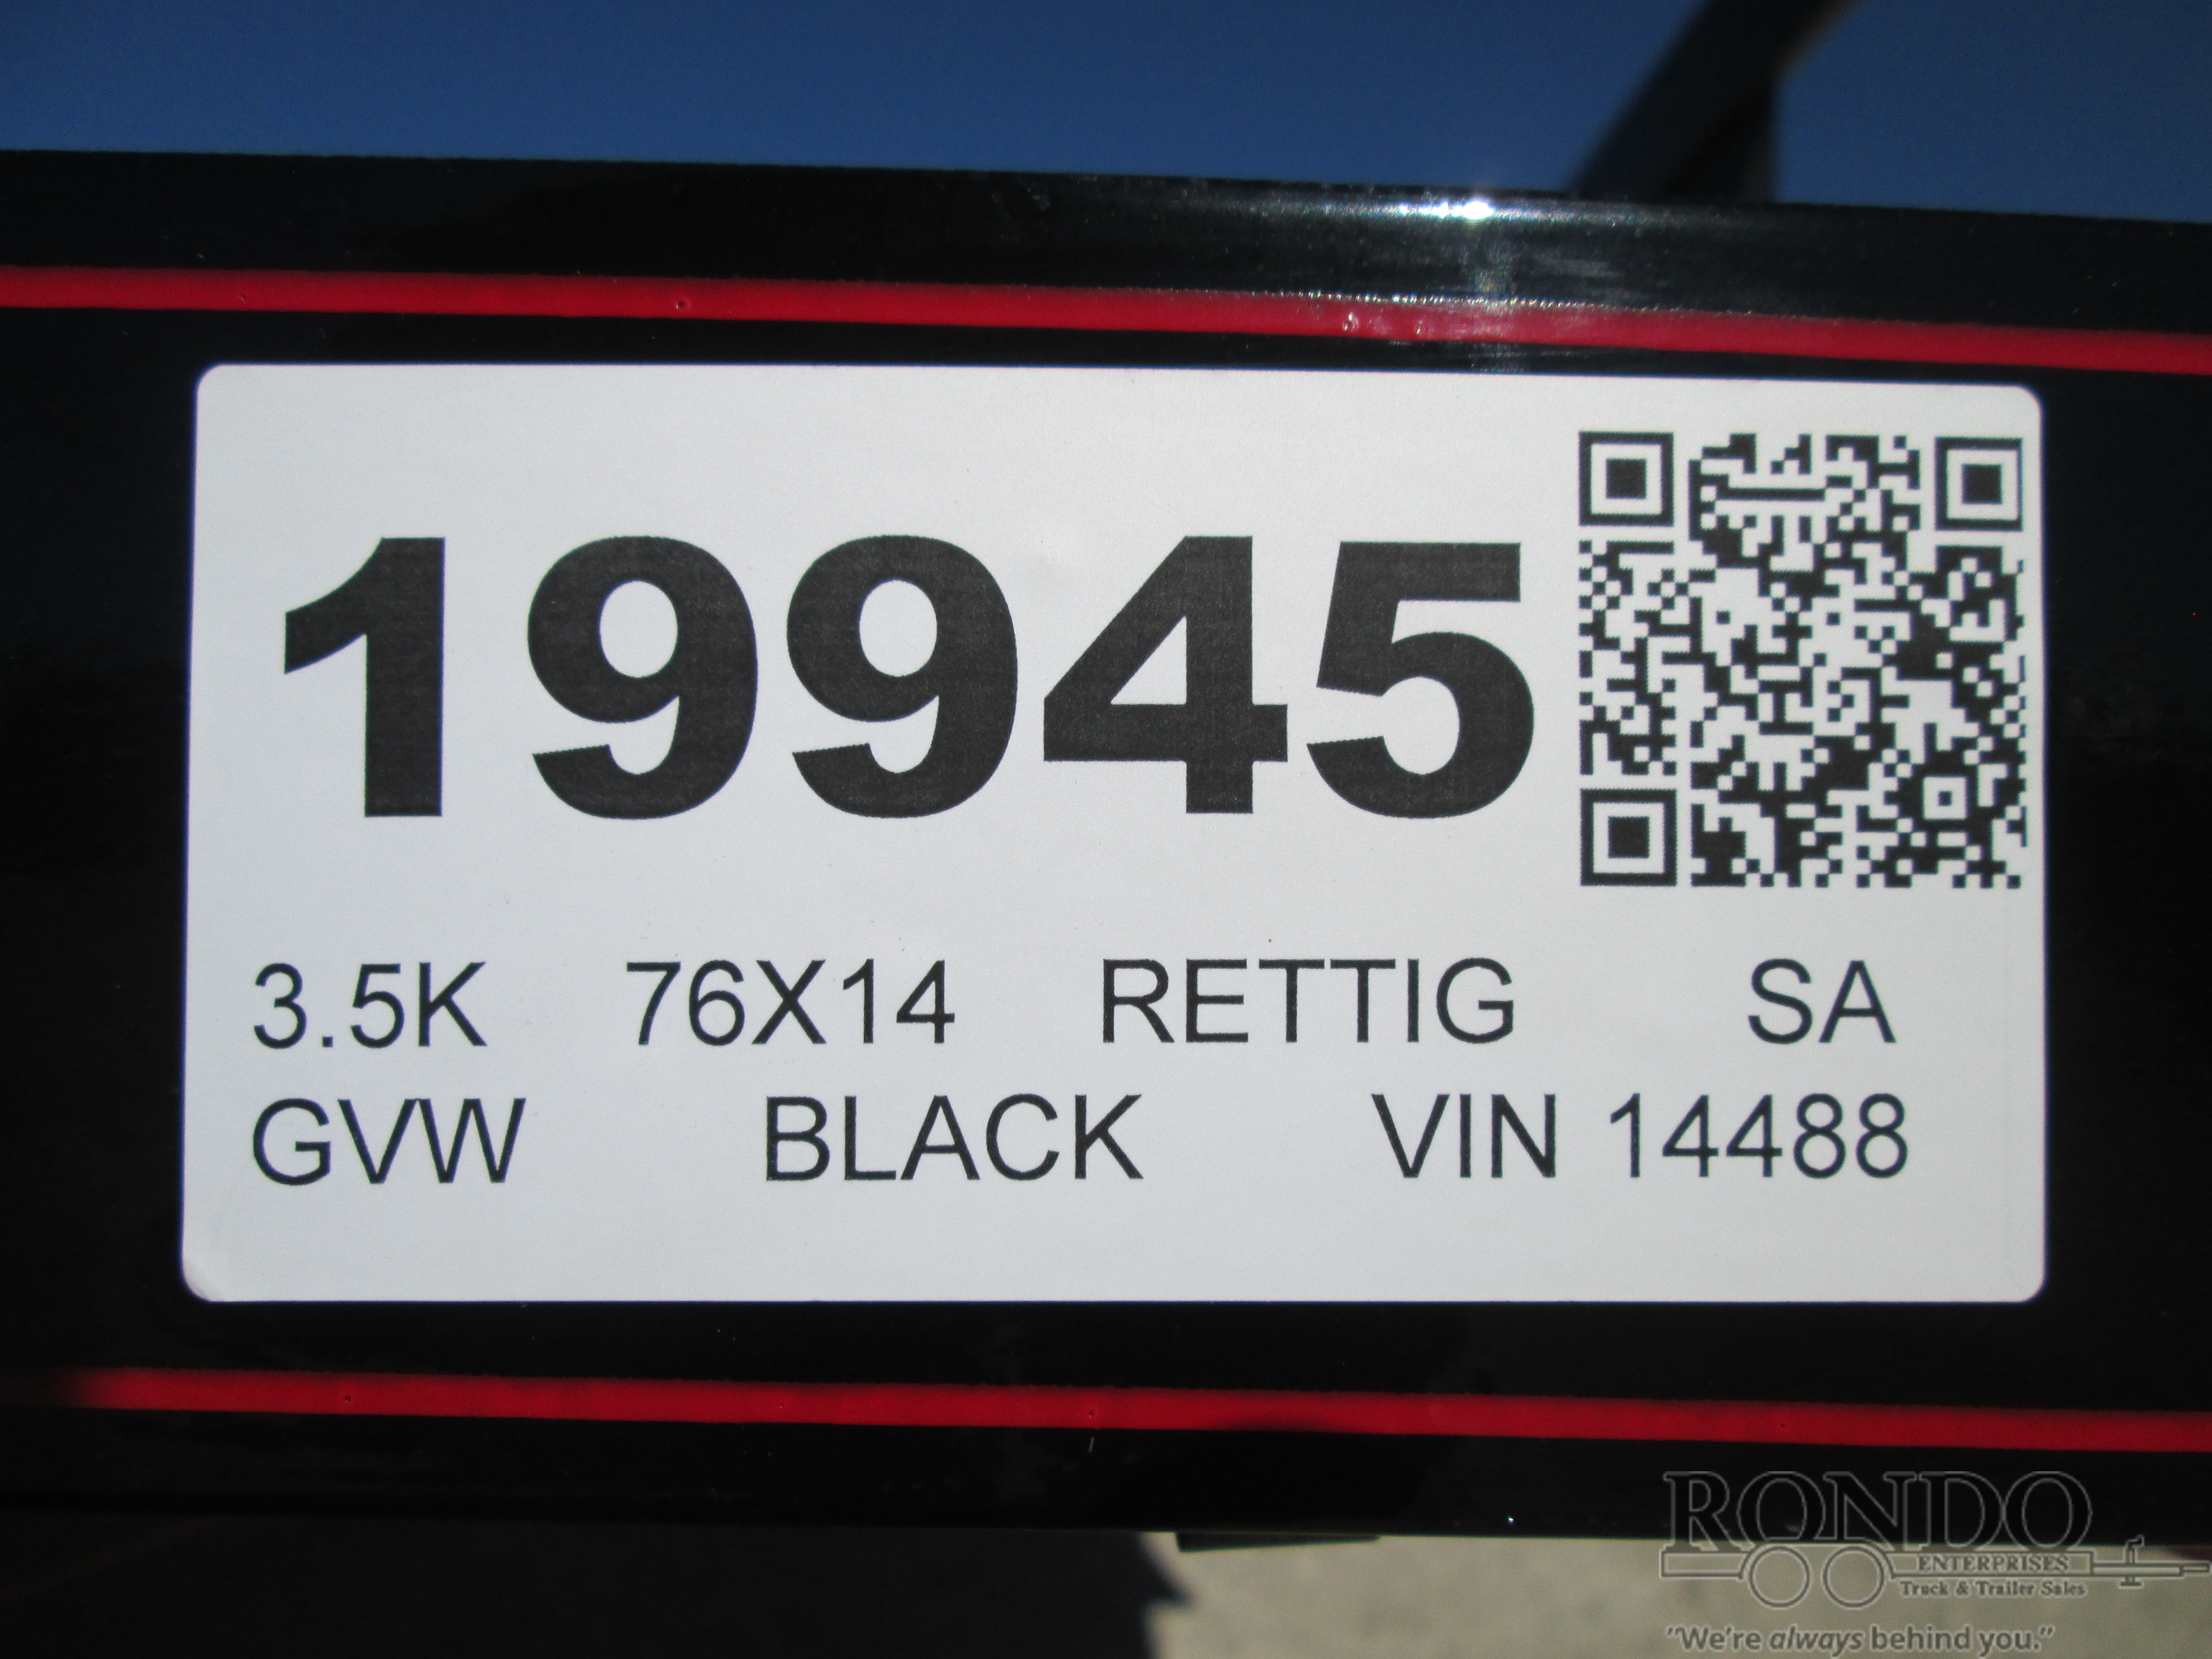 19945
3.5K 76X14 RETTIG SA
GVW BLACK VIN 14488
RONDO
ENTERPRISES
Truck & Trailer Sales
"We're always behind you."